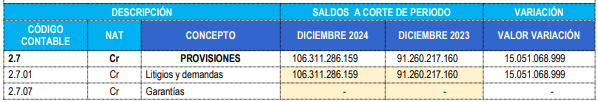 DESCRIPCIÓN SALDOS A CORTE DE PERIODO VARIACIÓN
CÓDIGO CONTABLE NAT CONCEPTO DICIEMBRE 2024 DICIEMBRE 2023 VALOR VARIACIÓN
2.7 Cr PROVISIONES 106.311.286.159 91.260.217.160 15.051.068.999
2.7.01 Cr Litigios y demandas 106.311.286.159 91.260.217.160 15.051.068.999
2.7.07 Cr Garantías - - -